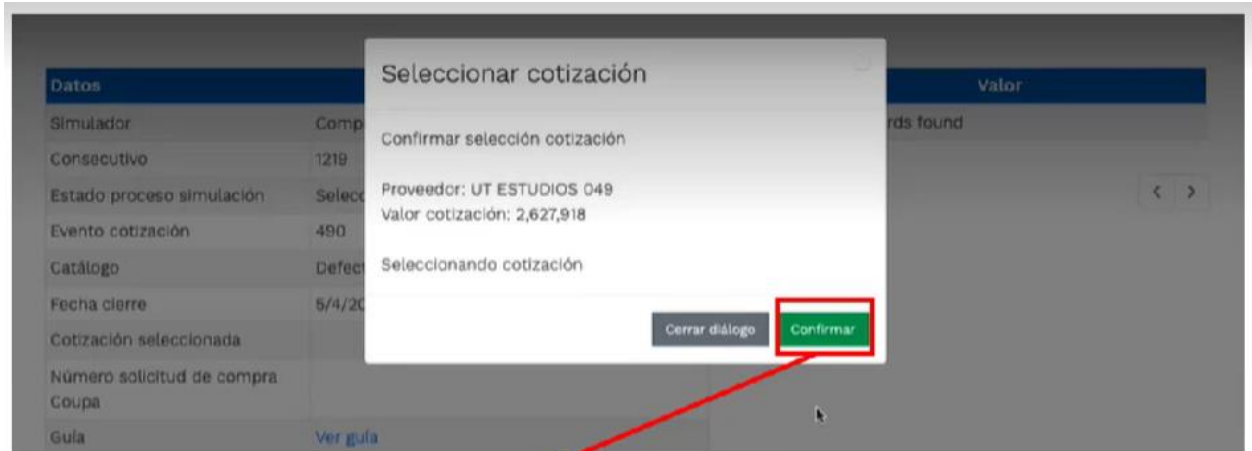 Seleccionar cotización
Datos
Valor
Simulador
Comp
rds found
Confirmar selección cotización
Consecutivo
1219
Estado proceso simulación
Selecc
Proveedor: UT ESTUDIOS 049
Valor cotización: 2,627,918
Evento cotización
490
Catálogo
Defect
Seleccionando cotización
Fecha cierre
5/4/20
Cotización seleccionada
Cerrar diálogo
Confirmar
Número solicitud de compra
Coupa
Guía
Ver guía